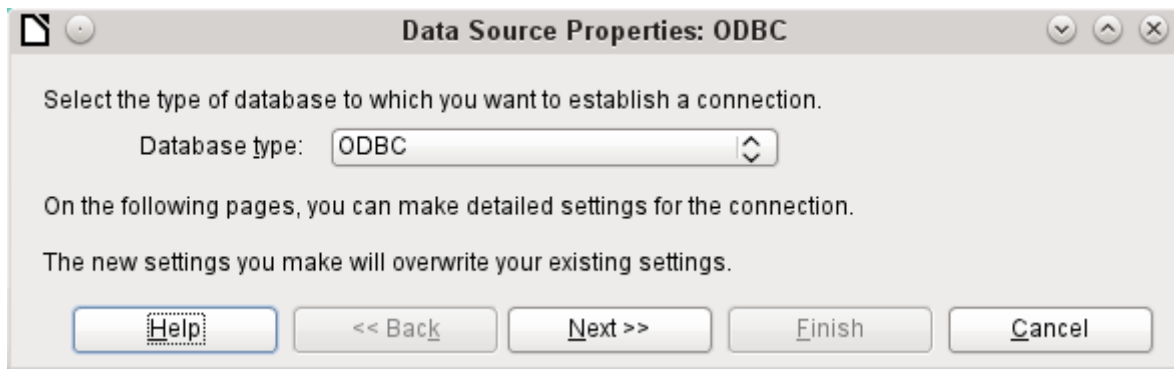 Data Source Properties: ODBC
Select the type of database to which you want to establish a connection.
Database type: ODBC
On the following pages, you can make detailed settings for the connection.
The new settings you make will overwrite your existing settings.
Help << Back Next >> Finish Cancel